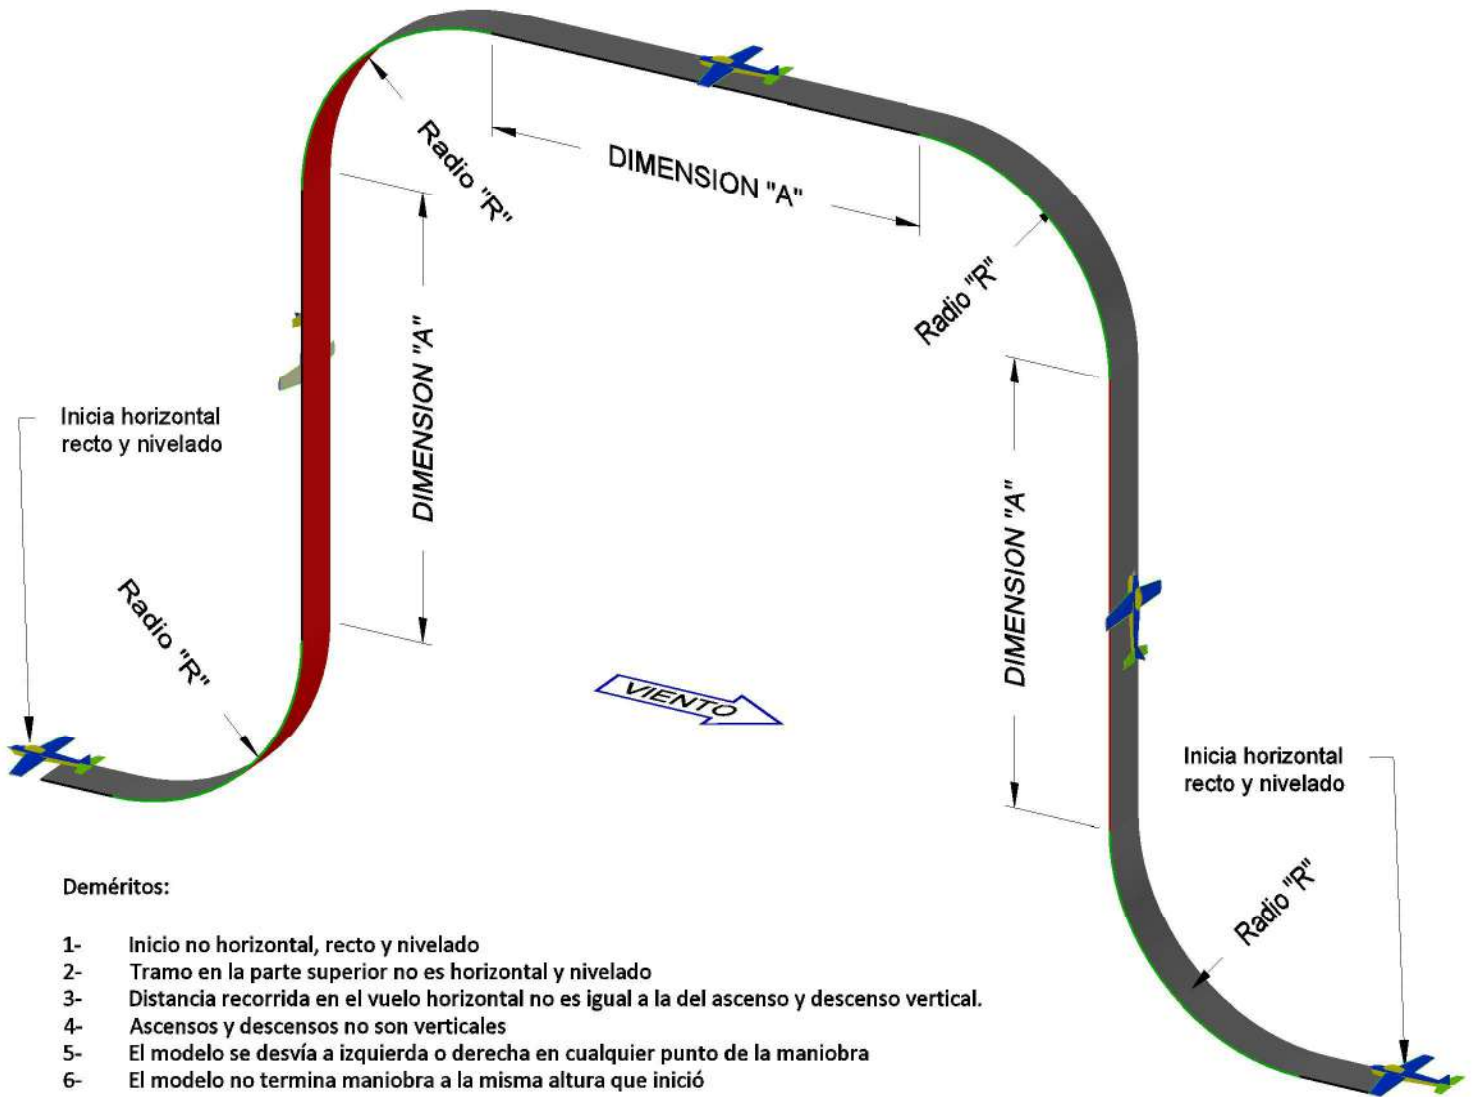 Radio "R"
DIMENSION "A"
Radio "R"
DIMENSION "A"
Inicia horizontal
recto y nivelado
DIMENSION "A"
Radio "R"
VIENTO
Inicia horizontal
recto y nivelado
Radio "R"
Deméritos:
1- Inicio no horizontal, recto y nivelado
2- Tramo en la parte superior no es horizontal y nivelado
3- Distancia recorrida en el vuelo horizontal no es igual a la del ascenso y descenso vertical.
4- Ascensos y descensos no son verticales
5- El modelo se desvía a izquierda o derecha en cualquier punto de la maniobra
6- El modelo no termina maniobra a la misma altura que inició